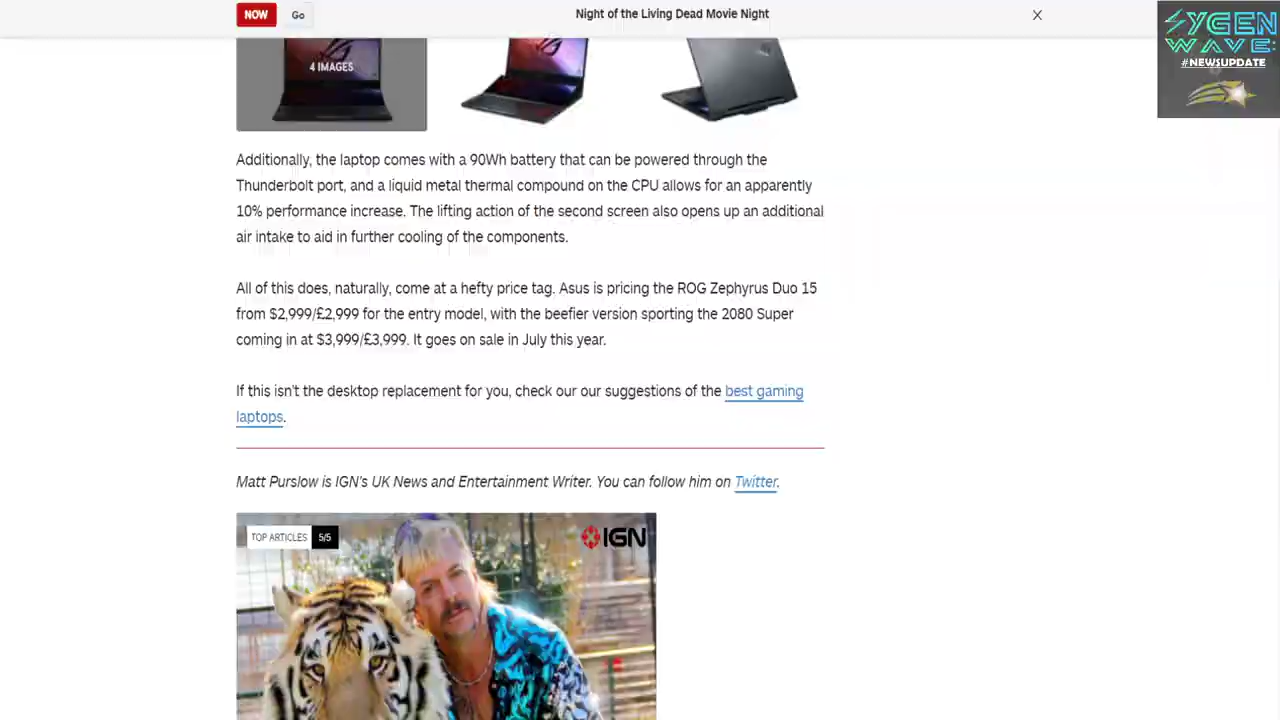 NOW
Go
Night of the Living Dead Movie Night
X
SYGEN
WAVE:
#NEWSUPDATE
4 IMAGES
Additionally, the laptop comes with a 90Wh battery that can be powered through the
Thunderbolt port, and a liquid metal thermal compound on the CPU allows for an apparently
10% performance increase. The lifting action of the second screen also opens up an additional
air intake to aid in further cooling of the components.
All of this does, naturally, come at a hefty price tag. Asus is pricing the ROG Zephyrus Duo 15
from $2,999/£2,999 for the entry model, with the beefier version sporting the 2080 Super
coming in at $3,999/£3,999. It goes on sale in July this year.
If this isn't the desktop replacement for you, check our our suggestions of the best gaming
laptops.
Matt Purslow is IGN's UK News and Entertainment Writer. You can follow him on Twitter.
TOP ARTICLES 5/5
IGN